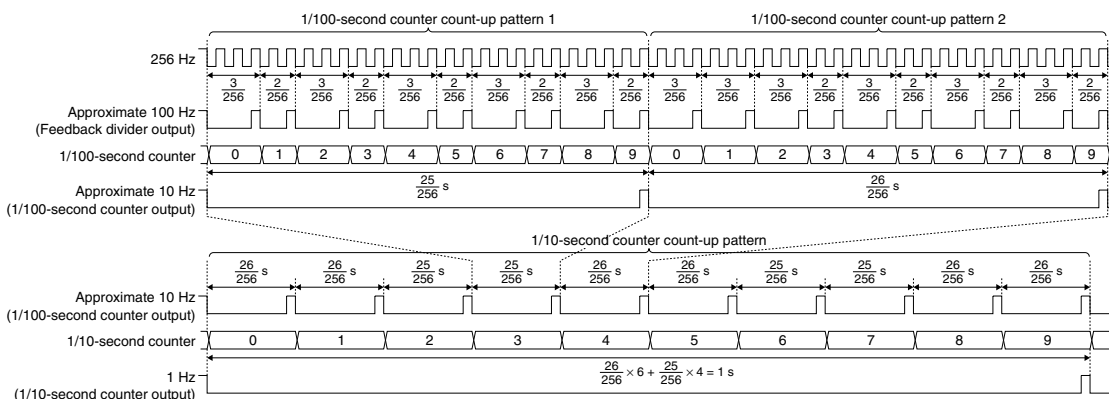 1/100-second counter count-up pattern 1 1/100-second counter count-up pattern 2
256 Hz
3/256 2/256 3/256 2/256 3/256 2/256 3/256 2/256 3/256 2/256 3/256 3/256 3/256 2/256 3/256 2/256 3/256 2/256 3/256 2/256
Approximate 100 Hz
(Feedback divider output)
1/100-second counter 0 1 2 3 4 5 6 7 8 9 0 1 2 3 4 5 6 7 8 9
25/256 s 26/256 s
Approximate 10 Hz
(1/100-second counter output)
1/10-second counter count-up pattern
26/256 s 26/256 s 25/256 s 25/256 s 26/256 s 26/256 s 25/256 s 25/256 s 26/256 s 26/256 s
Approximate 10 Hz
(1/100-second counter output)
1/10-second counter 0 1 2 3 4 5 6 7 8 9
26/256 × 6 + 25/256 × 4 = 1 s
1 Hz
(1/10-second counter output)